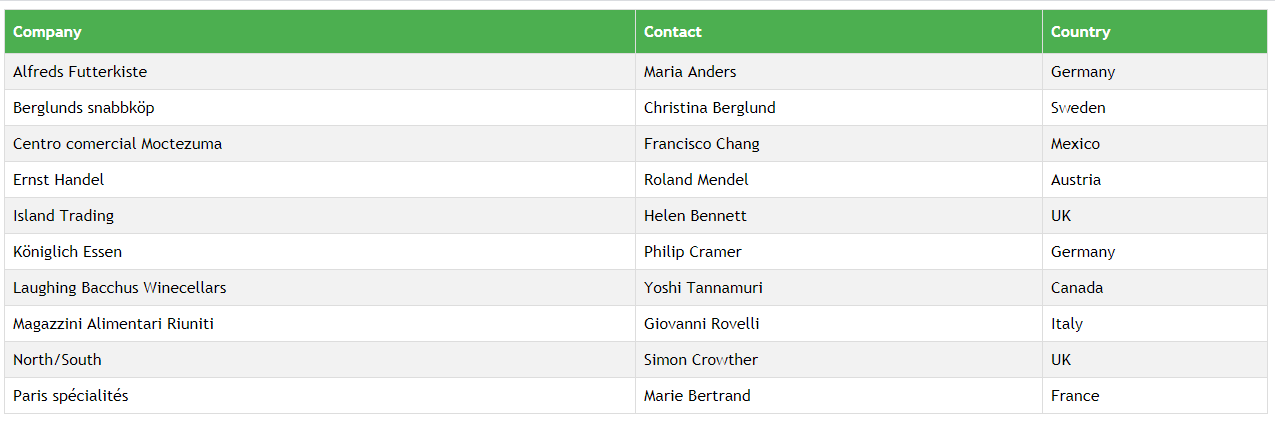 Company Contact Country
Alfreds Futterkiste Maria Anders Germany
Berglunds snabbköp Christina Berglund Sweden
Centro comercial Moctezuma Francisco Chang Mexico
Ernst Handel Roland Mendel Austria
Island Trading Helen Bennett UK
Königlich Essen Philip Cramer Germany
Laughing Bacchus Winecellars Yoshi Tannamuri Canada
Magazzini Alimentari Riuniti Giovanni Rovelli Italy
North/South Simon Crowther UK
Paris spécialités Marie Bertrand France